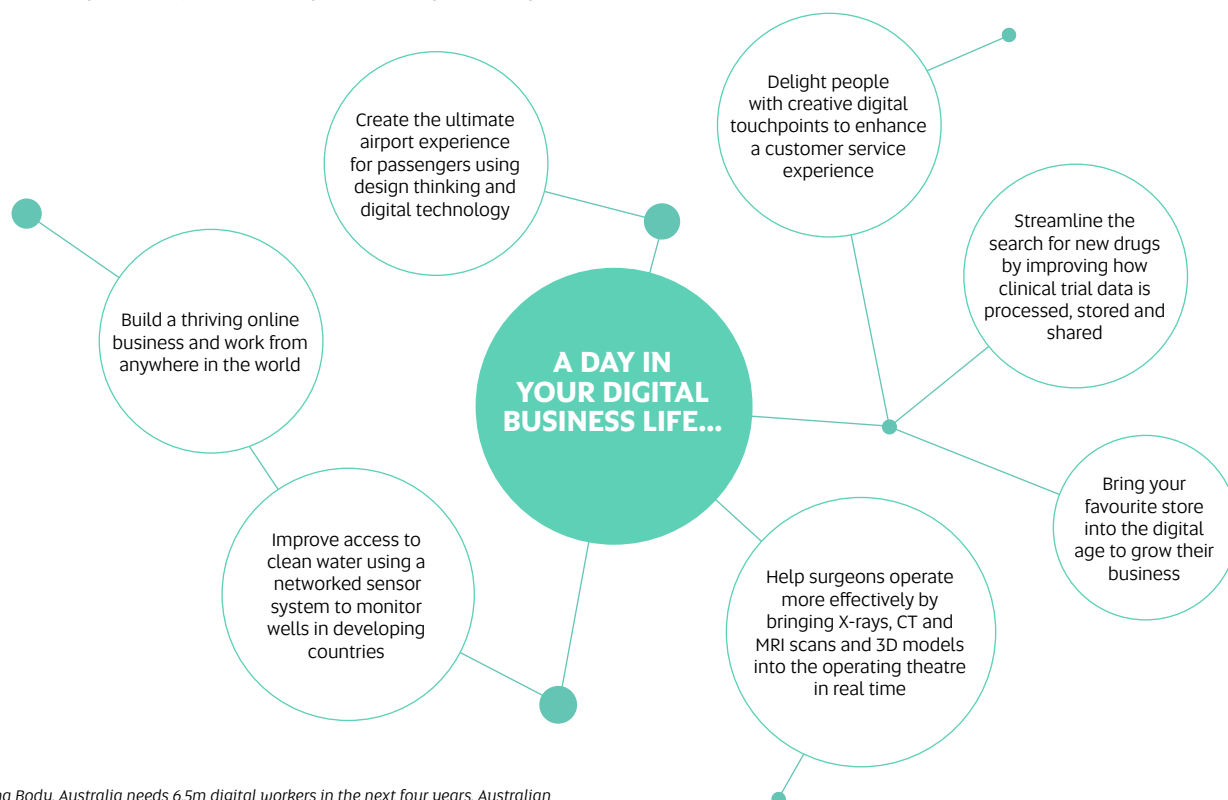 Create the ultimate
airport experience
for passengers using
design thinking and
digital technology
Delight people
with creative digital
touchpoints to enhance
a customer service
experience
Streamline the
search for new drugs
by improving how
clinical trial data is
processed, stored and
shared
Build a thriving online
business and work from
anywhere in the world
A DAY IN
YOUR DIGITAL
BUSINESS LIFE...
Bring your
favourite store
into the digital
age to grow their
business
Improve access to
clean water using a
networked sensor
system to monitor
wells in developing
countries
Help surgeons operate
more effectively by
bringing X-rays, CT and
MRI scans and 3D models
into the operating theatre
in real time
Body. Australia needs 6.5m digital workers in the next four years. Australian